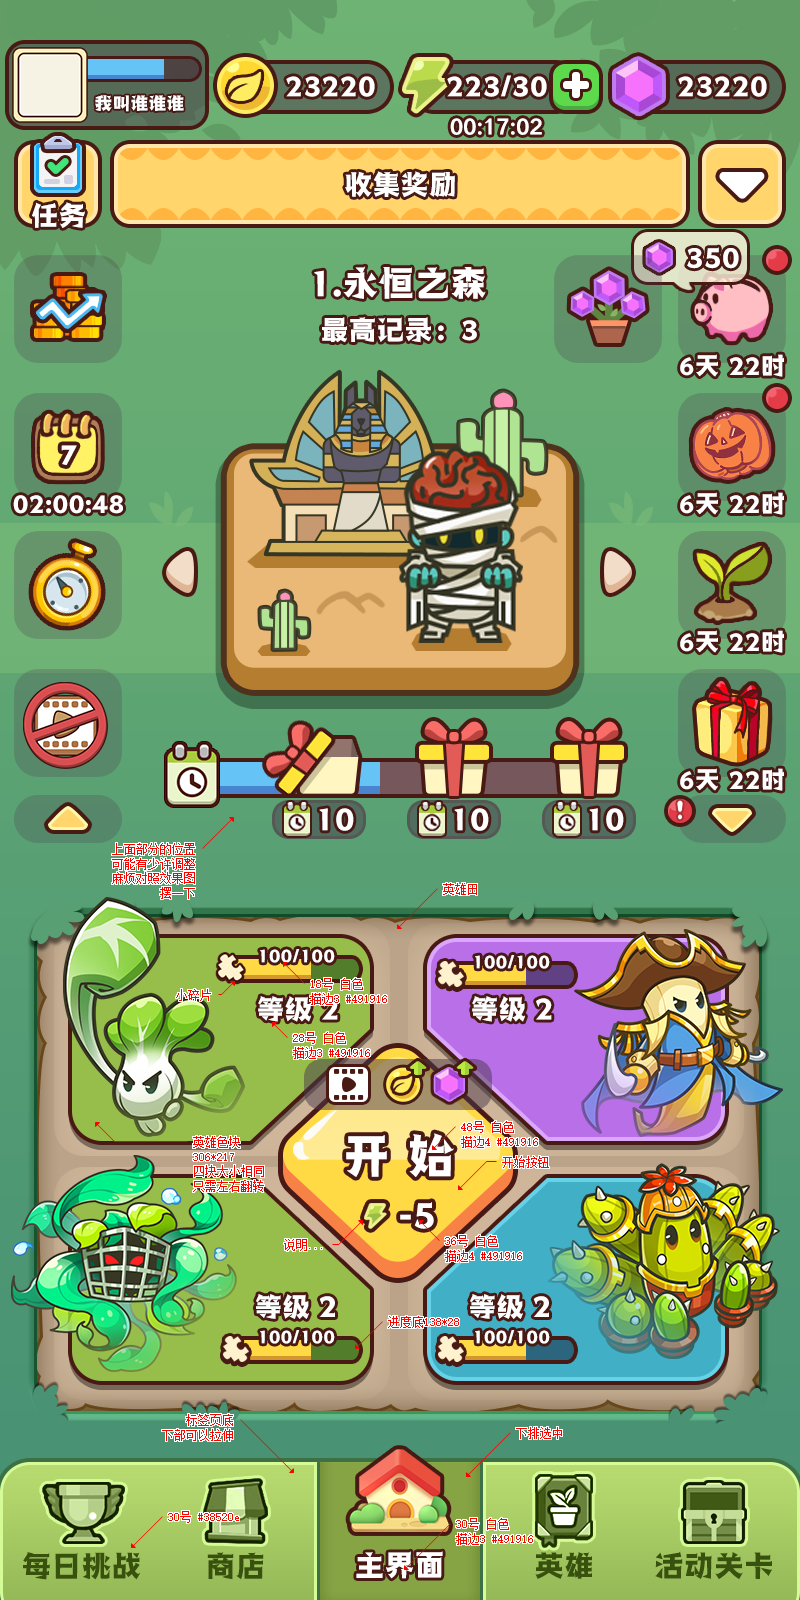 我叫谁谁谁
23220
223/30
23220
00:17:02
任务
收集奖励
350
1.永恒之森
最高记录：3
6天 22时
7
02:00:48
6天 22时
6天 22时
6天 22时
10
10
10
上面部分的位置
可能有少许调整
麻烦对照效果图
摆一下
英雄田
100/100
小碎片
等级 2
18号 白色
描边3 #491916
28号 白色
描边3 #491916
100/100
等级 2
英雄色块
306*217
四块大小相同
只需左右翻转
开始
48号 白色
描边4 #491916
开始按钮
-5
说明...
36号 白色
描边4 #491916
等级 2
100/100
进度底138*28
等级 2
100/100
标签页底
下部可以拉伸
下排选中
30号 #38520e
30号 白色
描边3 #491916
每日挑战
商店
主界面
英雄
活动关卡